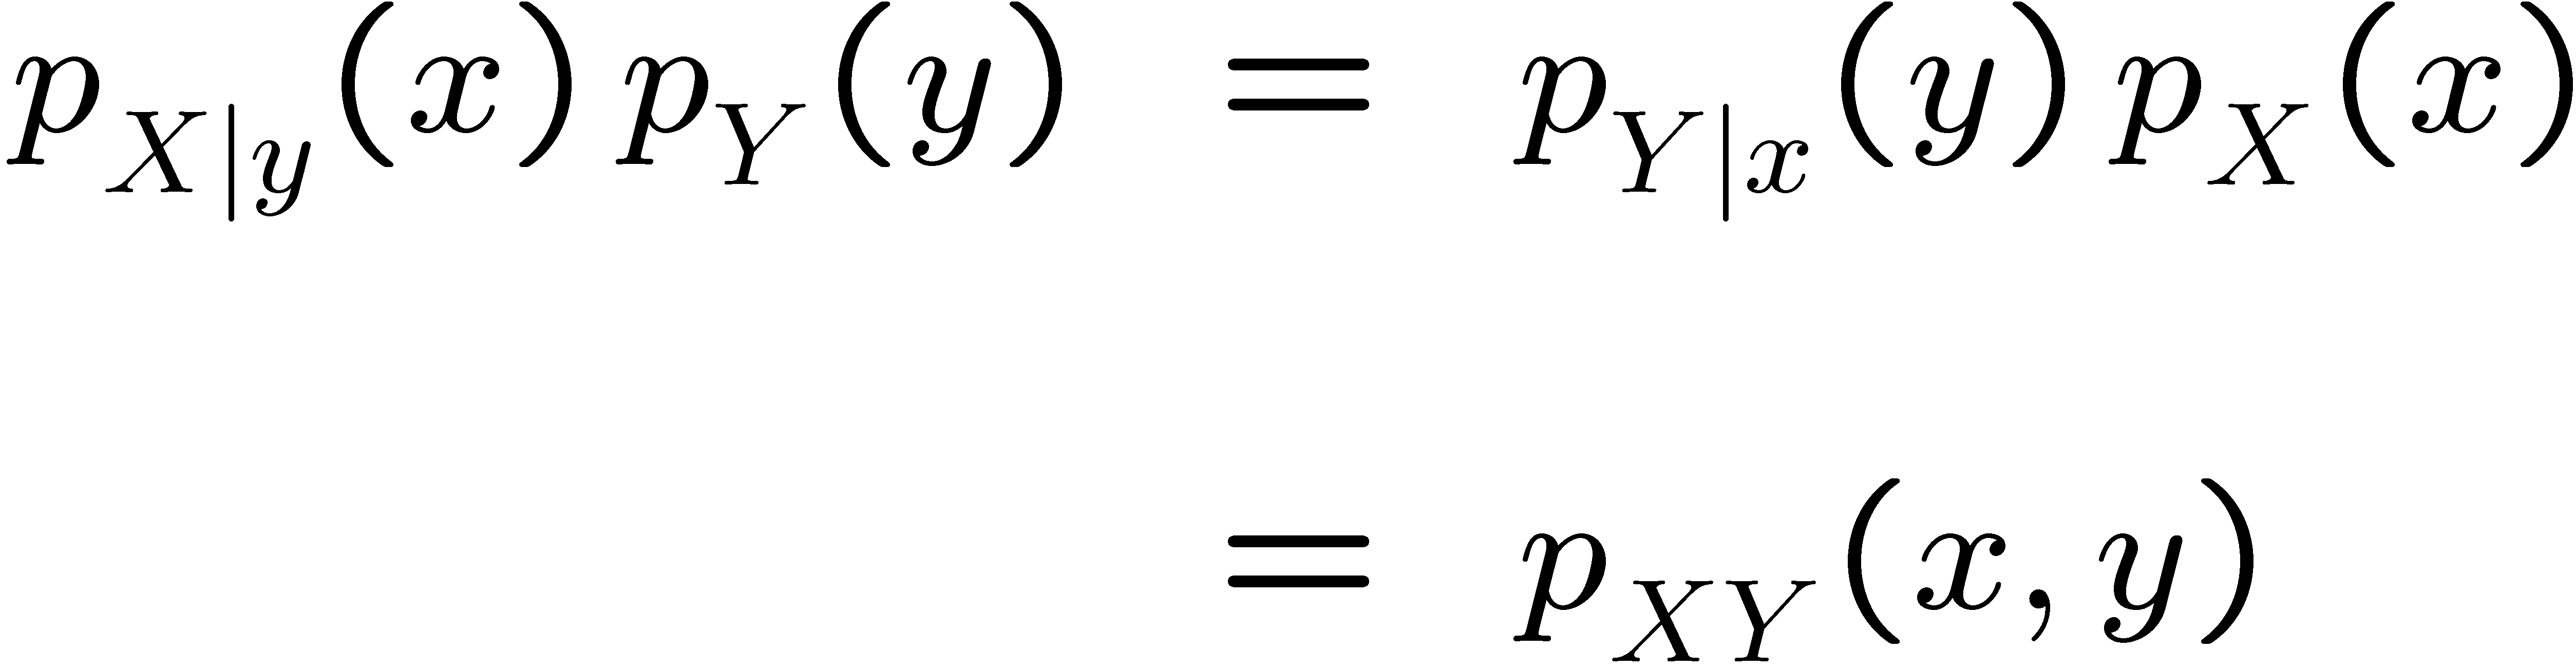 p_{X|y}(x) p_Y(y) = p_{Y|x}(y) p_X(x)
= p_{XY}(x, y)